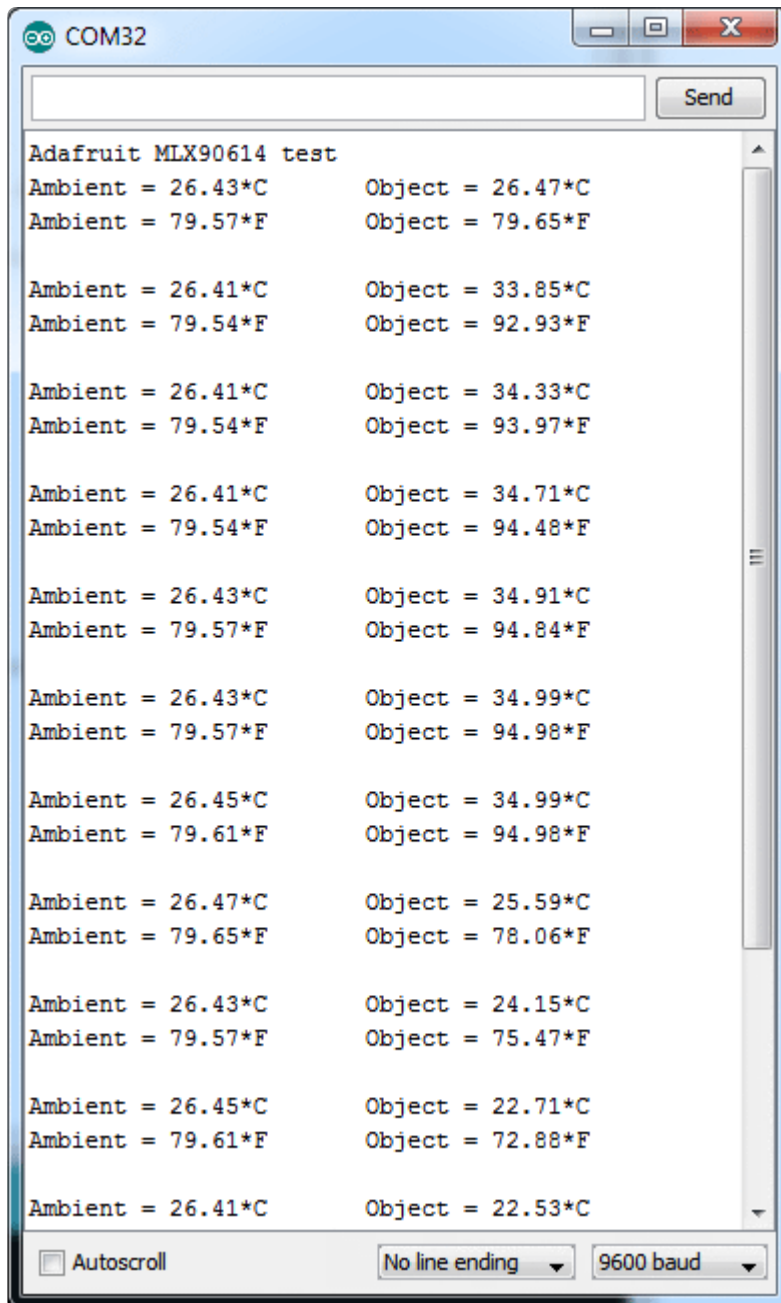 COM32
Send
Adafruit MLX90614 test
Ambient = 26.43*C Object = 26.47*C
Ambient = 79.57*F Object = 79.65*F
Ambient = 26.41*C Object = 33.85*C
Ambient = 79.54*F Object = 92.93*F
Ambient = 26.41*C Object = 34.33*C
Ambient = 79.54*F Object = 93.97*F
Ambient = 26.41*C Object = 34.71*C
Ambient = 79.54*F Object = 94.48*F
Ambient = 26.43*C Object = 34.91*C
Ambient = 79.57*F Object = 94.84*F
Ambient = 26.43*C Object = 34.99*C
Ambient = 79.57*F Object = 94.98*F
Ambient = 26.45*C Object = 34.99*C
Ambient = 79.61*F Object = 94.98*F
Ambient = 26.47*C Object = 25.59*C
Ambient = 79.65*F Object = 78.06*F
Ambient = 26.43*C Object = 24.15*C
Ambient = 79.57*F Object = 75.47*F
Ambient = 26.45*C Object = 22.71*C
Ambient = 79.61*F Object = 72.88*F
Ambient = 26.41*C Object = 22.53*C
Autoscroll No line ending 9600 baud